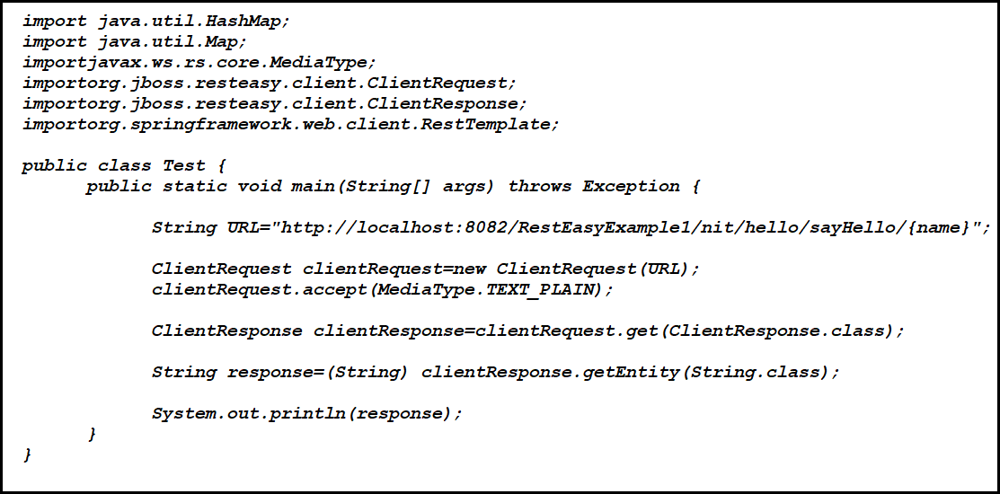 import java.util.HashMap;
import java.util.Map;
importjavax.ws.rs.core.MediaType;
importorg.jboss.resteasy.client.ClientRequest;
importorg.jboss.resteasy.client.ClientResponse;
importorg.springframework.web.client.RestTemplate;
public class Test {
public static void main(String[] args) throws Exception {
String URL="http://localhost:8082/RestEasyExample1/nit/hello/sayHello/{name}";
ClientRequest clientRequest=new ClientRequest(URL);
clientRequest.accept(MediaType.TEXT_PLAIN);
ClientResponse clientResponse=clientRequest.get(ClientResponse.class);
String response=(String) clientResponse.getEntity(String.class);
System.out.println(response);
}
}